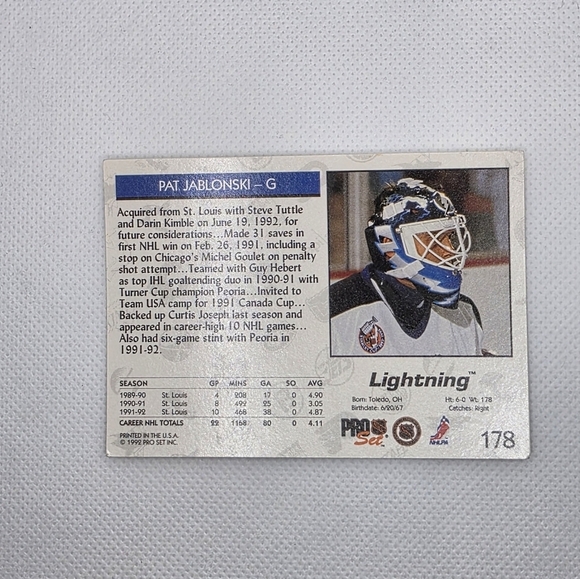 PAT JABLONSKI – G
Acquired from St. Louis with Steve Tuttle
and Darin Kimble on June 19, 1992, for
future considerations...Made 31 saves in
first NHL win on Feb. 26, 1991, including a
stop on Chicago's Michel Goulet on penalty
shot attempt...Teamed with Guy Hebert
as top IHL goaltending duo in 1990-91 with
Turner Cup champion Peoria...Invited to
Team USA camp for 1991 Canada Cup...
Backed up Curtis Joseph last season and
appeared in career-high 10 NHL games...
Also had six-game stint with Peoria in
1991-92.
SEASON GP MINS GA SO AVG
1989-90 St. Louis 4 208 17 0 4.90
1990-91 St. Louis 8 492 25 0 3.05
1991-92 St. Louis 10 468 38 0 4.87
CAREER NHL TOTALS 22 1168 80 0 4.11
PRINTED IN THE U.S.A.
© 1992 PRO SET INC
Lightning™
Born: Toledo, OH Ht: 6-0 Wt: 178
Birthdate: 6/20/67 Catches: Right
PRO Set NHLPA
178